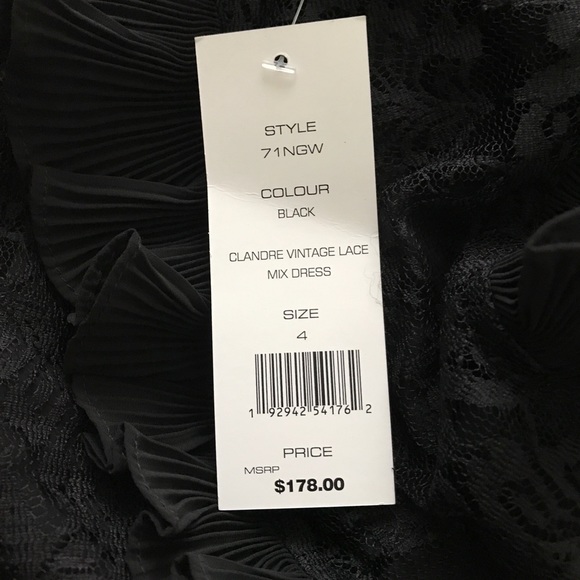 STYLE
71NGW
COLOUR
BLACK
CLANDRE VINTAGE LACE
MIX DRESS
SIZE
4
1 92942 54176 2
PRICE
MSRP
$178.00